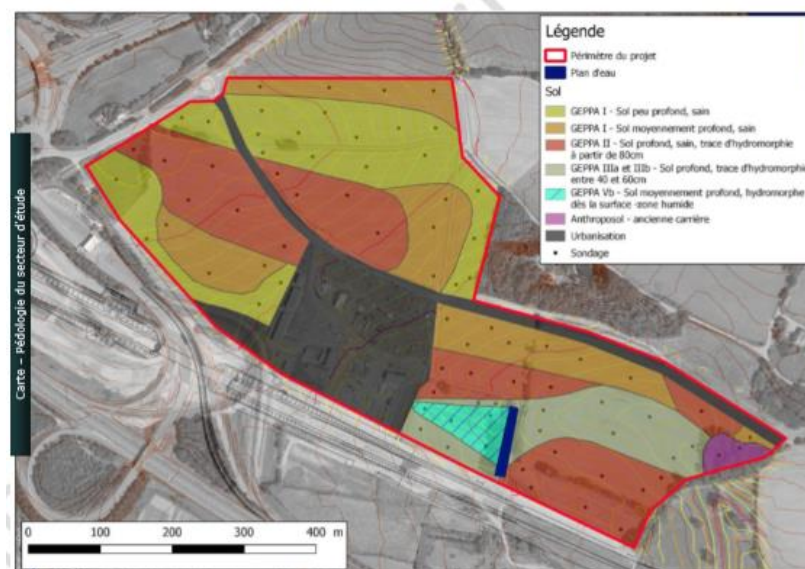 Carte – Pédologie du secteur d'étude
Légende
Périmètre du projet
Plan d'eau
Sol
GEPPA I - Sol peu profond, sain
GEPPA I - Sol moyennement profond, sain
GEPPA II - Sol profond, sain, trace d'hydromorphie
à partir de 80cm
GEPPA IIIa et IIIb - Sol profond, trace d'hydromorphie
entre 40 et 60cm
GEPPA Vb- Sol moyennement profond, hydromorphe
dès la surface -zone humide
Anthroposol - ancienne carrière
Urbanisation
Sondage
0 100 200 300 400 m